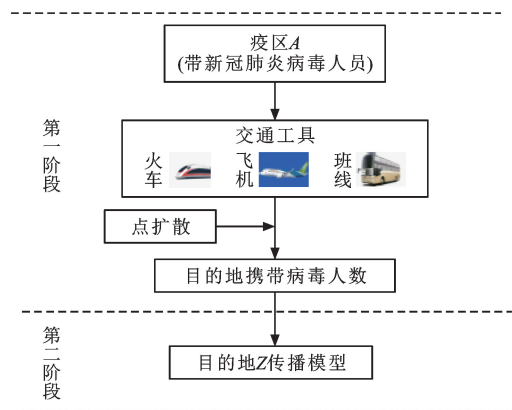 疫区A
(带新冠肺炎病毒人员)
第一阶段
交通工具
火车
飞机
班线
点扩散
目的地携带病毒人数
第二阶段
目的地Z传播模型